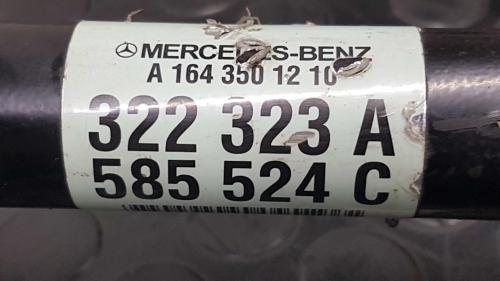 MERCEDES-BENZ
A 164 350 12 10
322 323 A
585 524 C